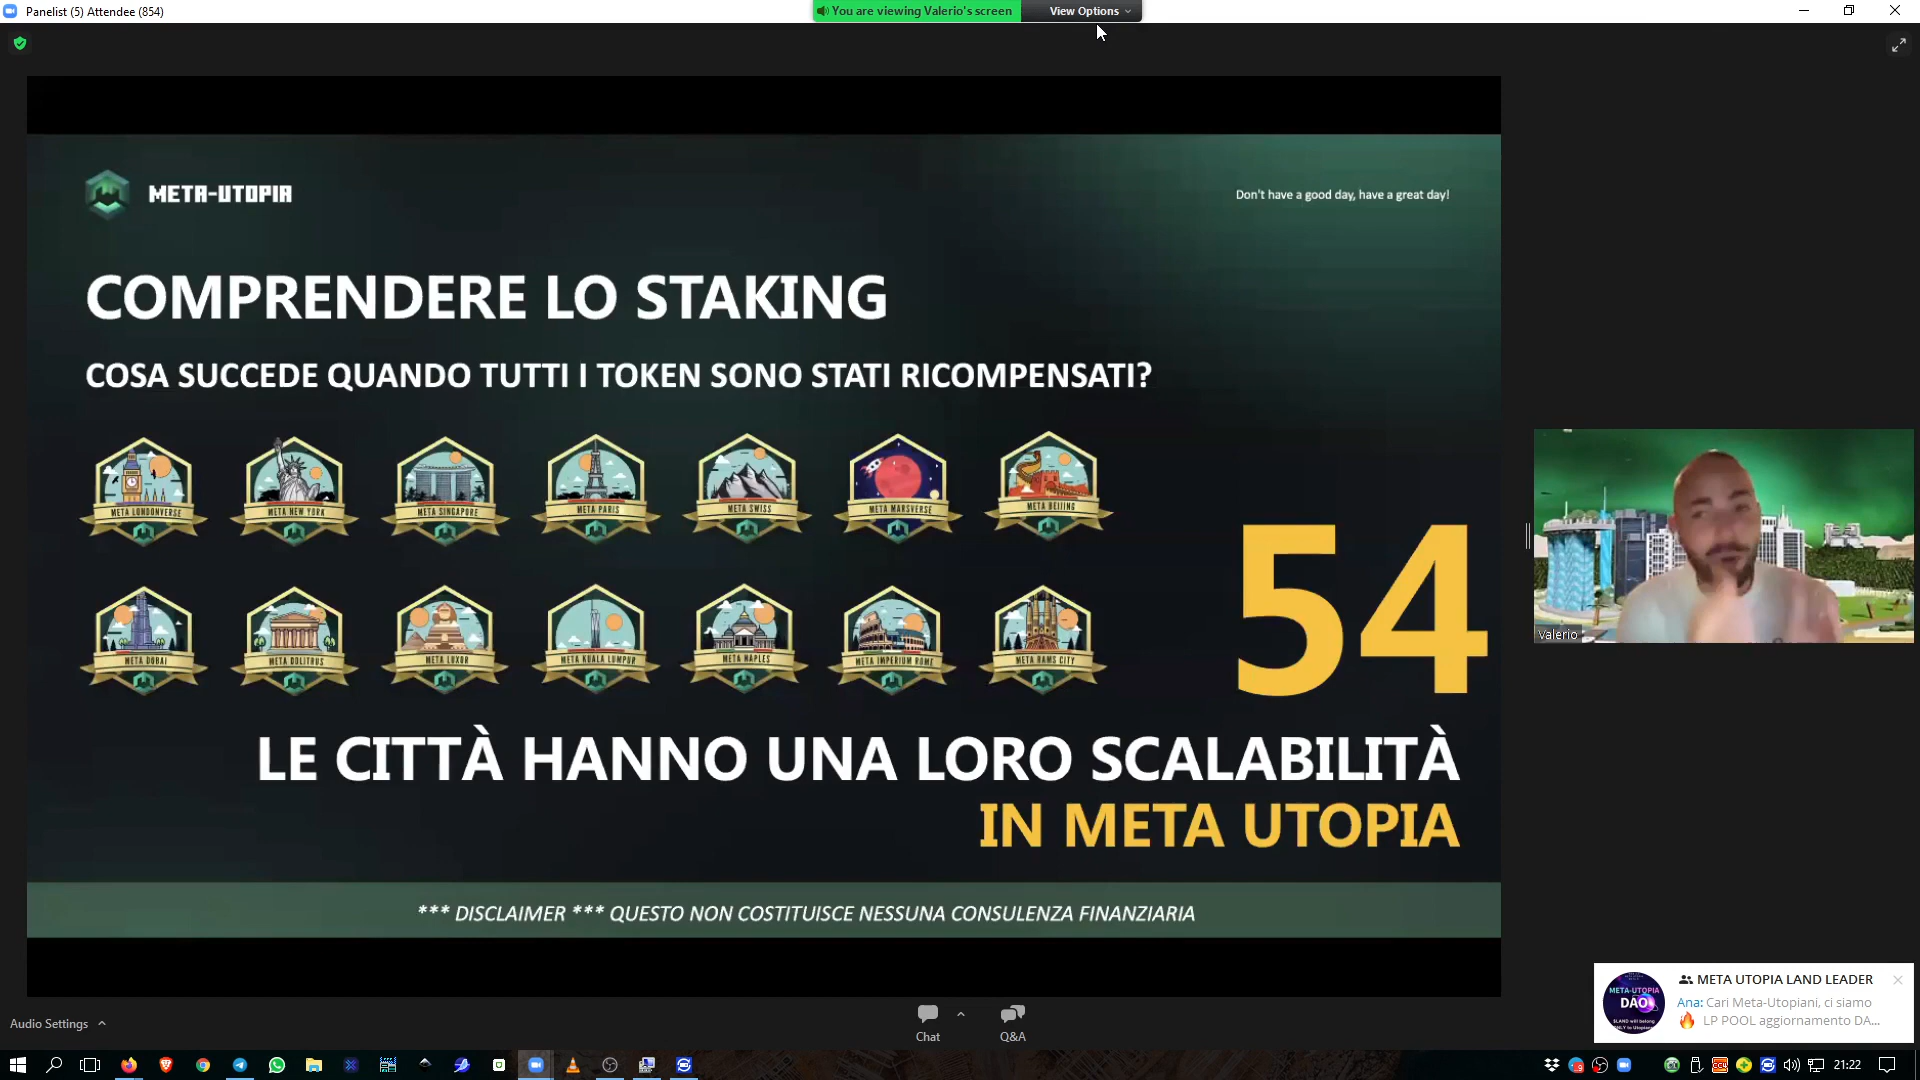 Panelist (5) Attendee (854)
You are viewing Valerio's screen
View Options
META-UTOPIA
Don't have a good day, have a great day!
COMPRENDERE LO STAKING
COSA SUCCEDE QUANDO TUTTI I TOKEN SONO STATI RICOMPENSATI?
META LONDONVERSE
META NEW YORK
META SINGAPORE
META PARIS
META SWISS
META MARSVERSE
META BEIJING
META DUBAI
META LUXOR
META KUALA LUMPUR
META NAPLES
META IMPERIUM ROME
META HAMS CITY
54
LE CITTÀ HANNO UNA LORO SCALABILITÀ
IN META UTOPIA
*** DISCLAIMER *** QUESTO NON COSTITUISCE NESSUNA CONSULENZA FINANZIARIA
Valerio
META UTOPIA LAND LEADER
META-UTOPIA
DAO
Ana: Cari Meta-Utopiani, ci siamo
LP POOL aggiornamento DA...
Audio Settings
Chat
Q&A
21:22